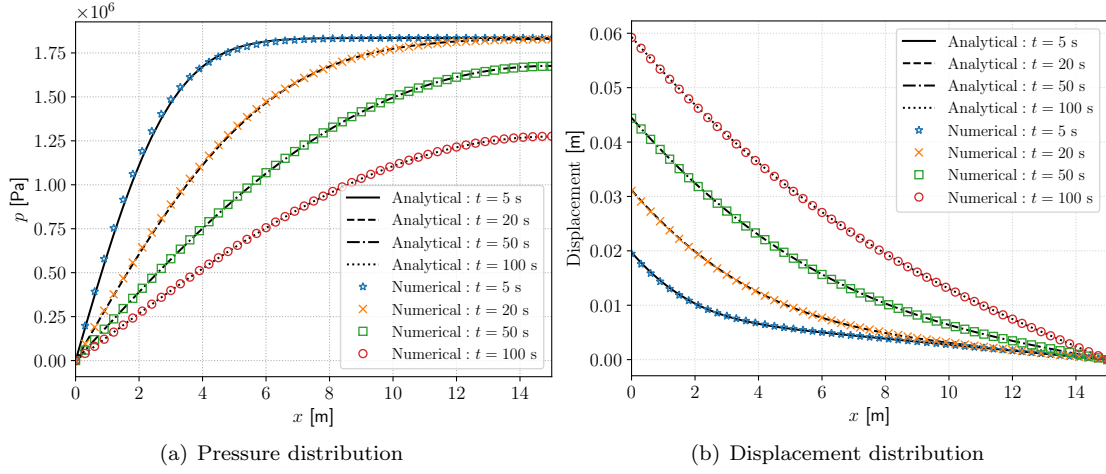 ×10⁶
1.75
1.50
1.25
1.00
0.75
0.50
0.25
0.00
p [Pa]
0 2 4 6 8 10 12 14
x [m]
Analytical : t = 5 s
Analytical : t = 20 s
Analytical : t = 50 s
Analytical : t = 100 s
Numerical : t = 5 s
Numerical : t = 20 s
Numerical : t = 50 s
Numerical : t = 100 s
(a) Pressure distribution
0.06
0.05
0.04
0.03
0.02
0.01
0.00
Displacement [m]
0 2 4 6 8 10 12 14
x [m]
Analytical : t = 5 s
Analytical : t = 20 s
Analytical : t = 50 s
Analytical : t = 100 s
Numerical : t = 5 s
Numerical : t = 20 s
Numerical : t = 50 s
Numerical : t = 100 s
(b) Displacement distribution